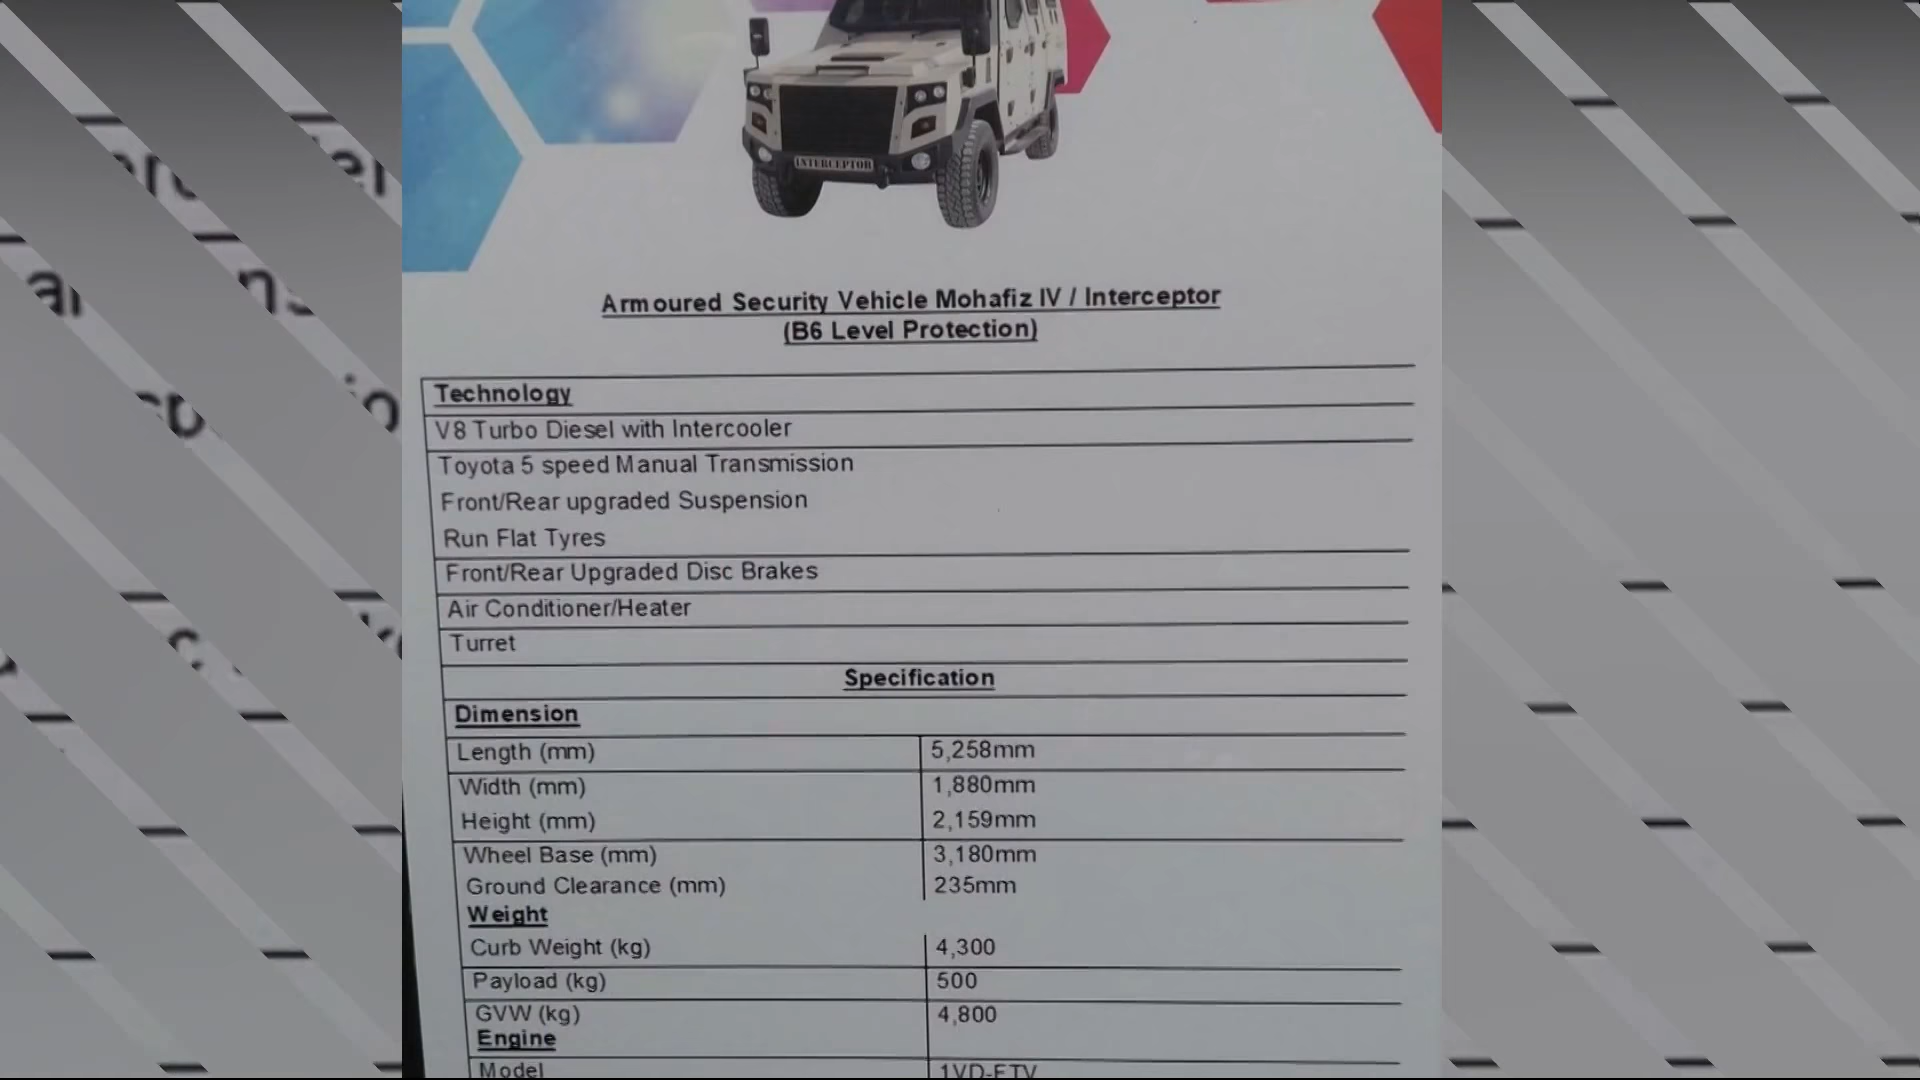 INTERCEPTOR
Armoured Security Vehicle Mohafiz IV / Interceptor
(B6 Level Protection)
Technology
V8 Turbo Diesel with Intercooler
Toyota 5 speed Manual Transmission
Front/Rear upgraded Suspension
Run Flat Tyres
Front/Rear Upgraded Disc Brakes
Air Conditioner/Heater
Turret
Specification
Dimension
Length (mm) 5,258mm
Width (mm) 1,880mm
Height (mm) 2,159mm
Wheel Base (mm) 3,180mm
Ground Clearance (mm) 235mm
Weight
Curb Weight (kg) 4,300
Payload (kg) 500
GVW (kg) 4,800
Engine
Model 1VD-FTV